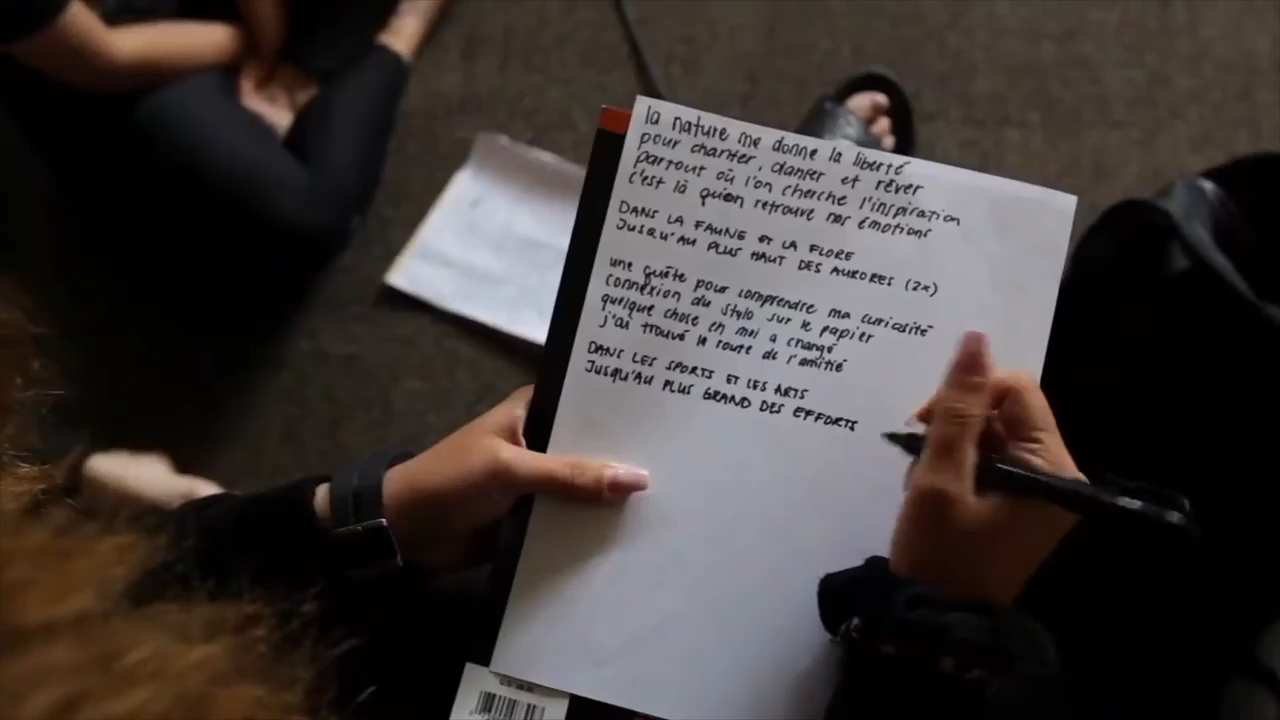 la nature me donne la liberté
pour chanter, danser et rêver
partout où l'on cherche l'inspiration
c'est là qu'on retrouve nos émotions
DANS LA FAUNE ET LA FLORE
JUSQU'AU PLUS HAUT DES AURORES (2x)
une quête pour comprendre ma curiosité
connexion du stylo sur le papier
quelque chose en moi a changé
j'ai trouvé la route de l'amitié
DANS LES SPORTS ET LES ARTS
JUSQU'AU PLUS GRAND DES EFFORTS